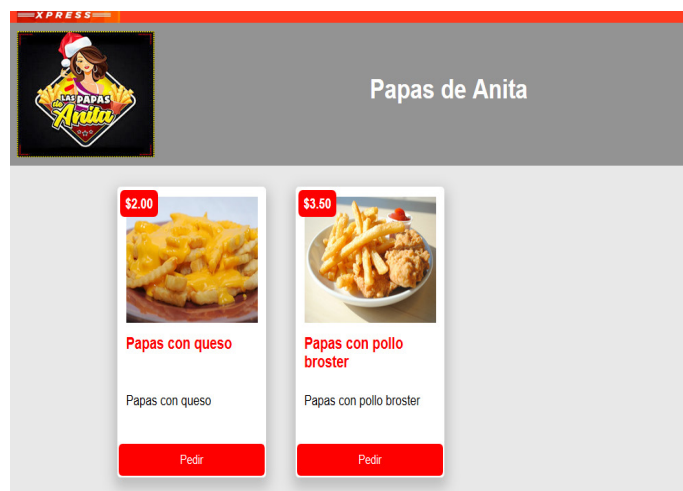 XPRESS
LAS PAPAS
de
Anita
Papas de Anita
$2.00
$3.50
Papas con queso
Papas con pollo
broster
Papas con queso
Papas con pollo broster
Pedir
Pedir